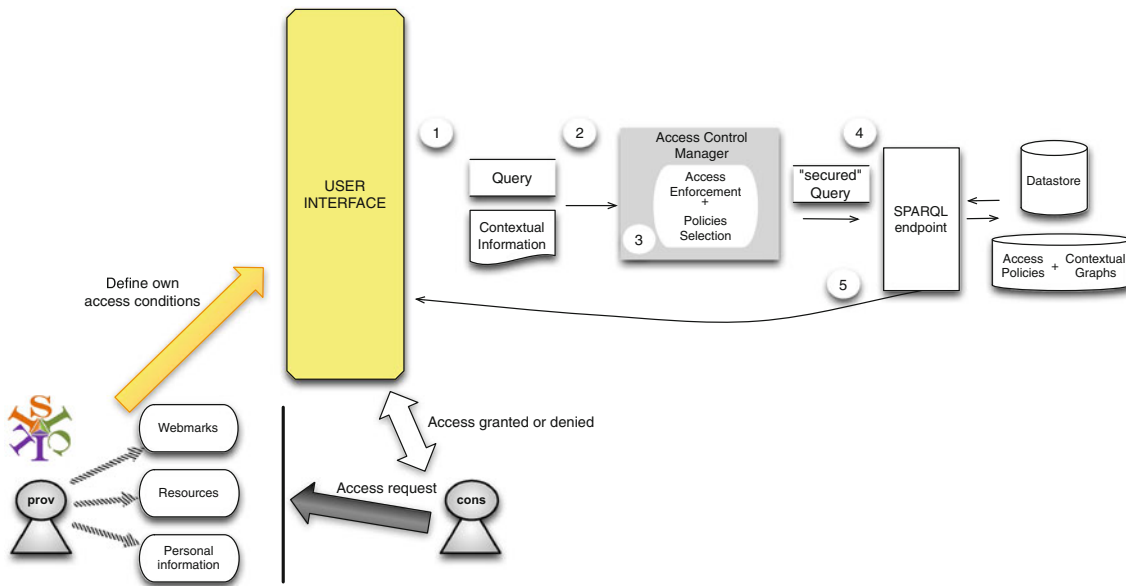 USER
INTERFACE
1
Query
Contextual
Information
2
Access Control
Manager
Access
Enforcement
+
Policies
Selection
3
"secured"
Query
4
SPARQL
endpoint
5
Datastore
Access
Policies
+
Contextual
Graphs
Define own
access conditions
Webmarks
Resources
Personal
information
prov
Access granted or denied
Access request
cons